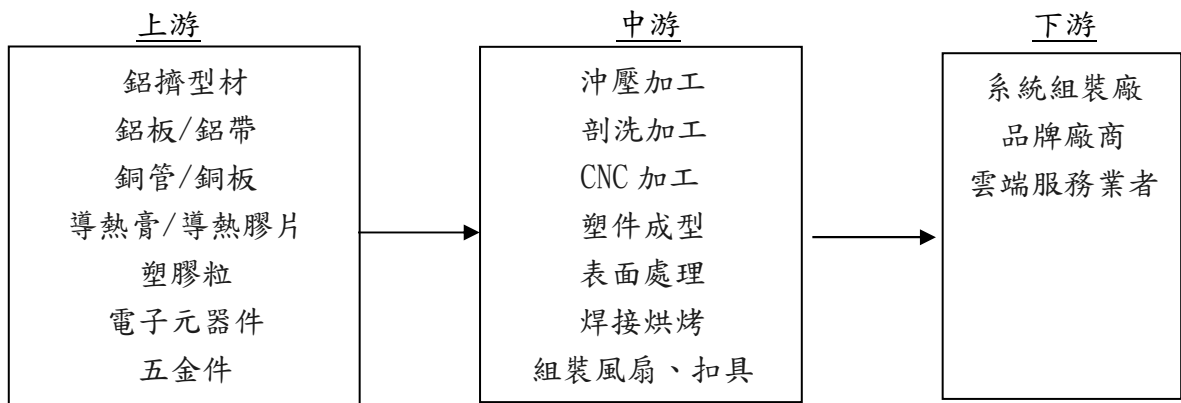 上游
鋁擠型材
鋁板/鋁帶
銅管/銅板
導熱膏/導熱膠片
塑膠粒
電子元器件
五金件
中游
沖壓加工
剖洗加工
CNC 加工
塑件成型
表面處理
焊接烘烤
組裝風扇、扣具
下游
系統組裝廠
品牌廠商
雲端服務業者